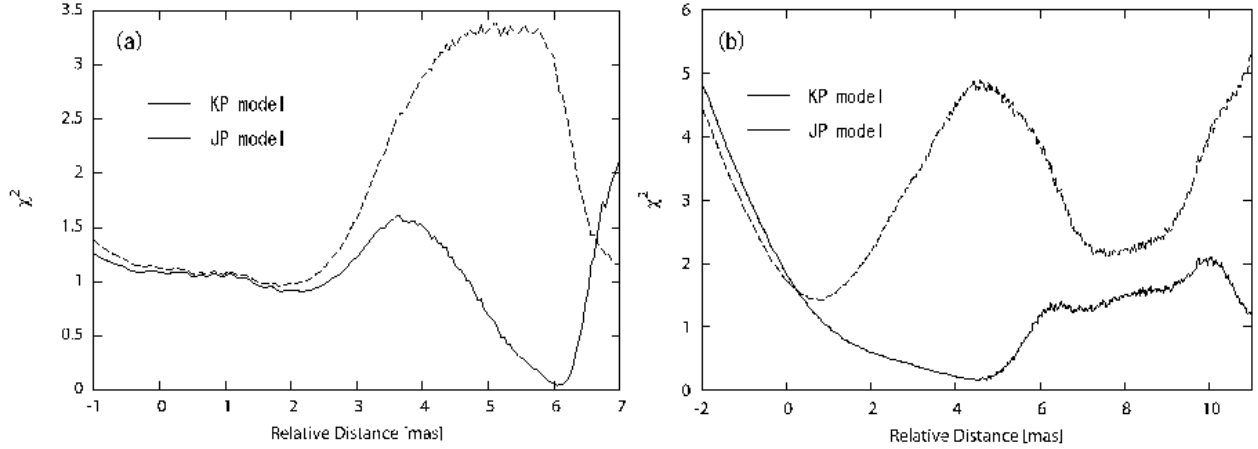 (a)
KP model
JP model
χ²
3.5
3
2.5
2
1.5
1
0.5
0
-1 0 1 2 3 4 5 6 7
Relative Distance [mas]
(b)
KP model
JP model
χ²
6
5
4
3
2
1
0
-2 0 2 4 6 8 10
Relative Distance [mas]